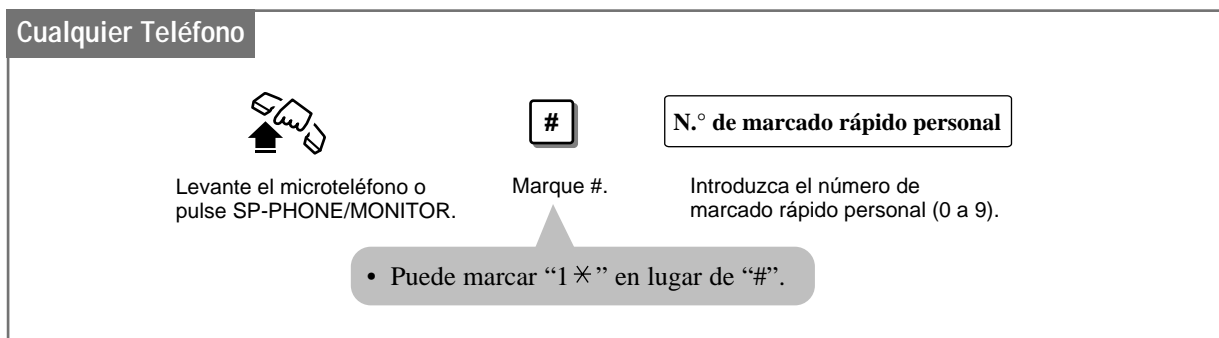 Cualquier Teléfono
#
N.° de marcado rápido personal
Levante el microteléfono o
pulse SP-PHONE/MONITOR.
Marque #.
Introduzca el número de
marcado rápido personal (0 a 9).
• Puede marcar “1✳” en lugar de “#”.